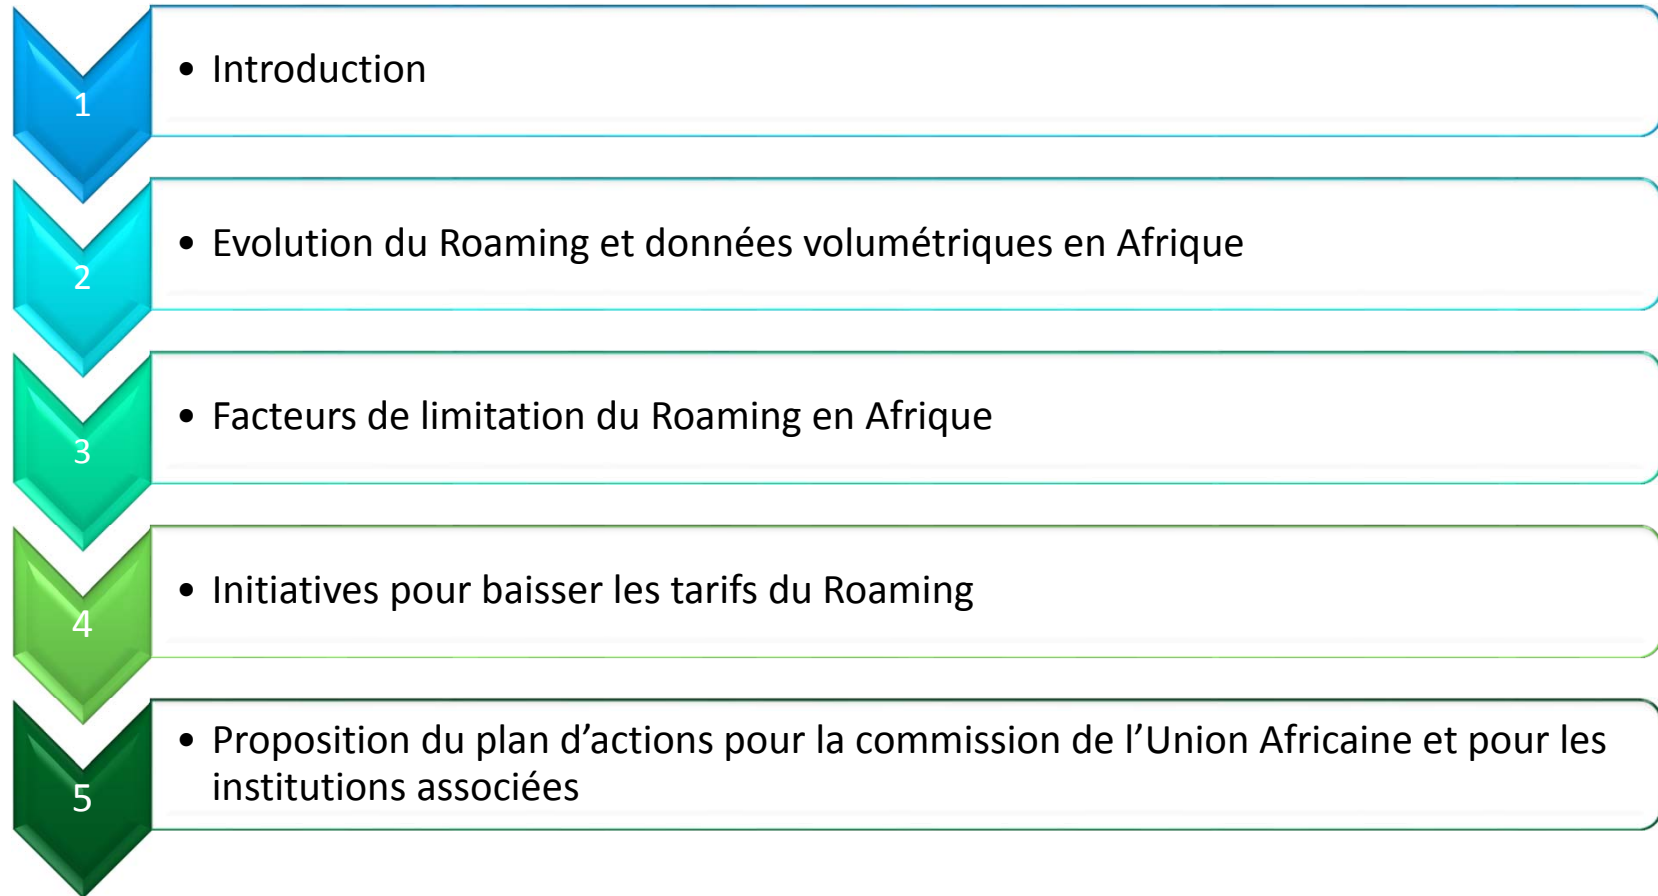 1
• Introduction
2
• Evolution du Roaming et données volumétriques en Afrique
3
• Facteurs de limitation du Roaming en Afrique
4
• Initiatives pour baisser les tarifs du Roaming
5
• Proposition du plan d’actions pour la commission de l’Union Africaine et pour les
institutions associées